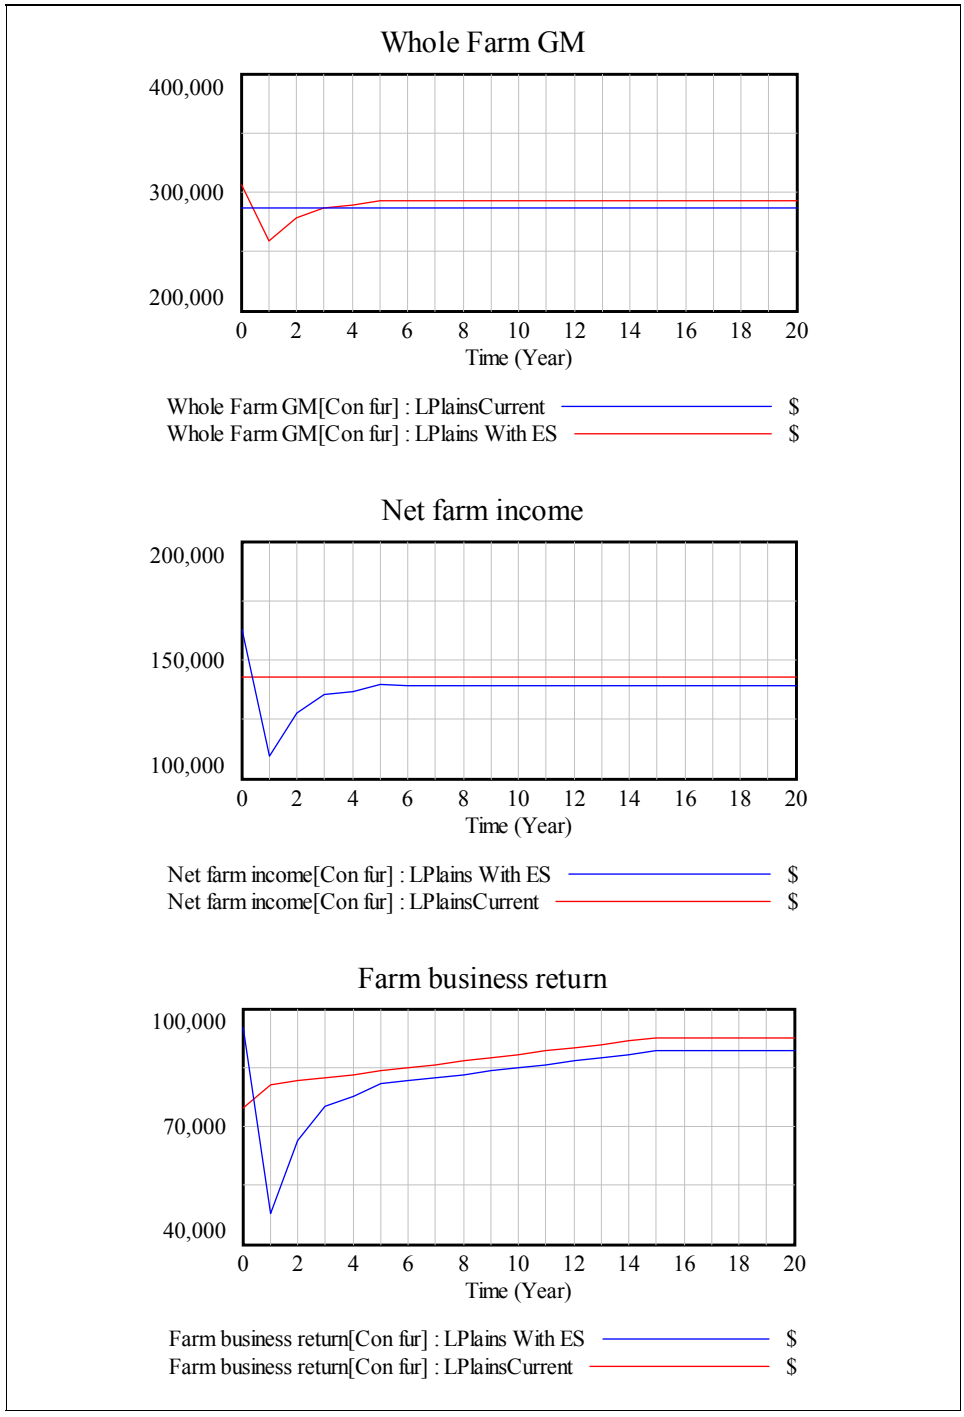 Whole Farm GM
400,000
300,000
200,000
0 2 4 6 8 10 12 14 16 18 20
Time (Year)
Whole Farm GM[Con fur] : LPlainsCurrent $
Whole Farm GM[Con fur] : LPlains With ES $
Net farm income
200,000
150,000
100,000
0 2 4 6 8 10 12 14 16 18 20
Time (Year)
Net farm income[Con fur] : LPlains With ES $
Net farm income[Con fur] : LPlainsCurrent $
Farm business return
100,000
70,000
40,000
0 2 4 6 8 10 12 14 16 18 20
Time (Year)
Farm business return[Con fur] : LPlains With ES $
Farm business return[Con fur] : LPlainsCurrent $